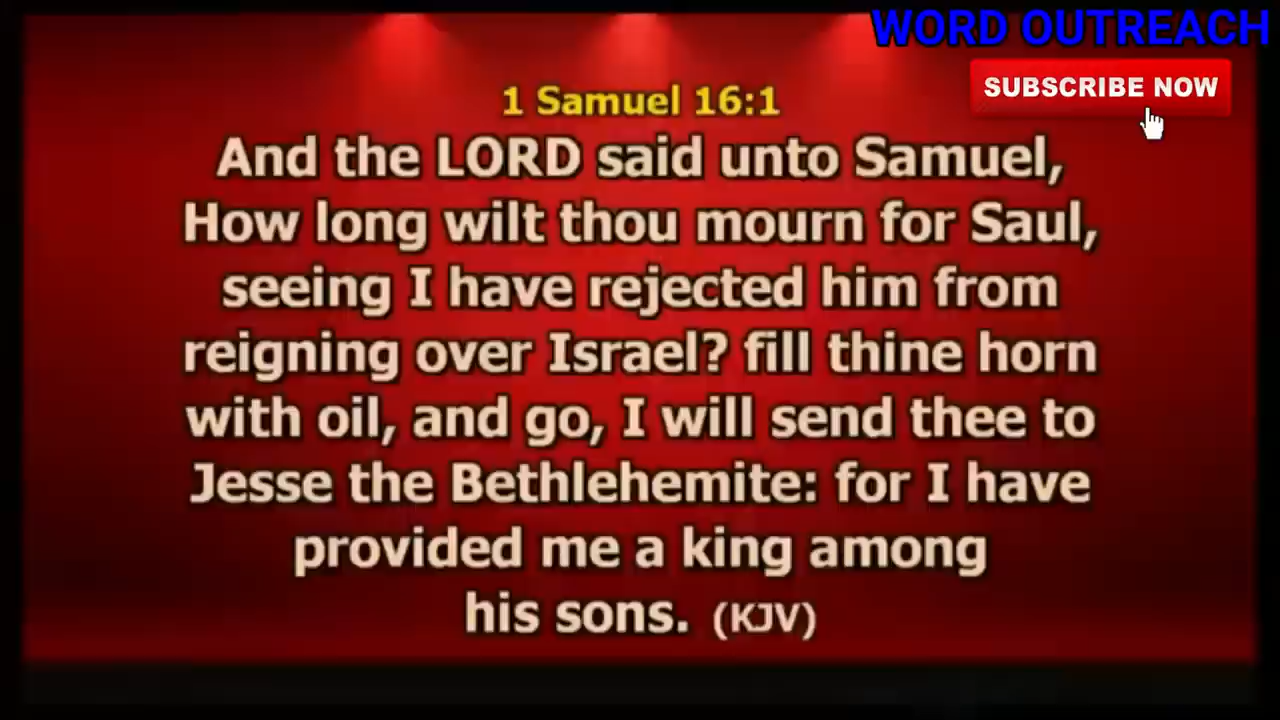 WORD OUTREACH
SUBSCRIBE NOW
1 Samuel 16:1
And the LORD said unto Samuel,
How long wilt thou mourn for Saul,
seeing I have rejected him from
reigning over Israel? fill thine horn
with oil, and go, I will send thee to
Jesse the Bethlehemite: for I have
provided me a king among
his sons. (KJV)